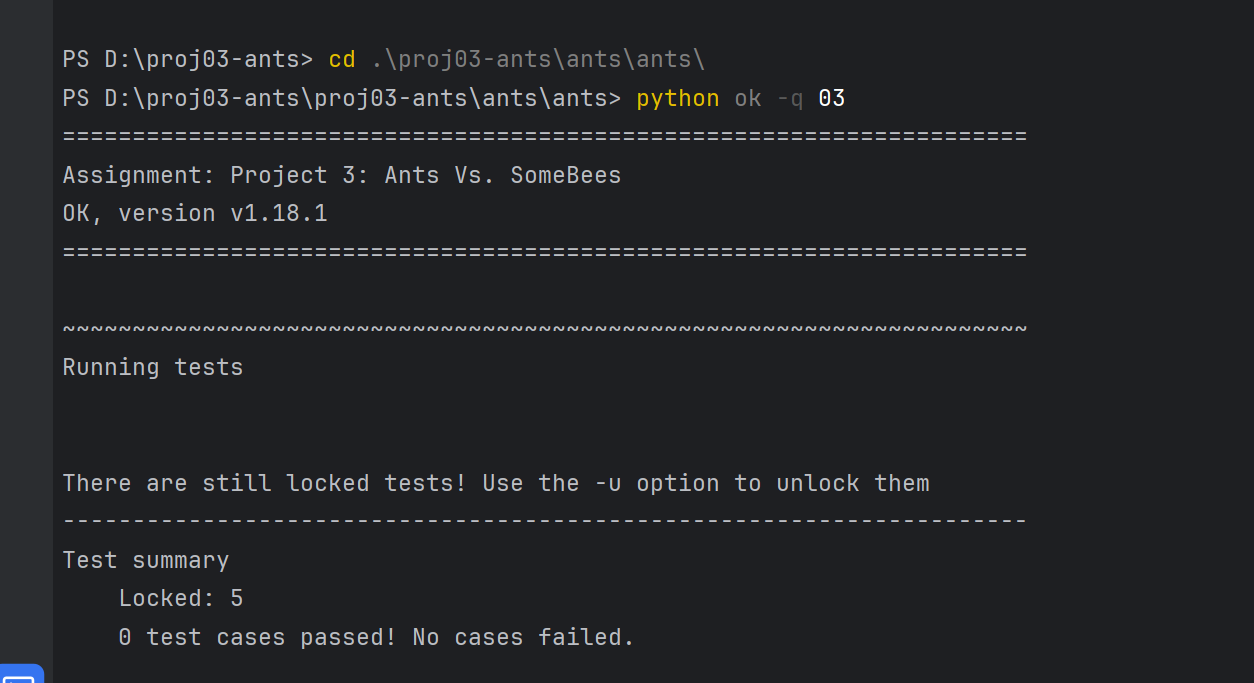 PS D:\proj03-ants> cd .\proj03-ants\ants\ants\
PS D:\proj03-ants\proj03-ants\ants\ants> python ok -q 03
=====================================================================
Assignment: Project 3: Ants Vs. SomeBees
OK, version v1.18.1
=====================================================================
~~~~~~~~~~~~~~~~~~~~~~~~~~~~~~~~~~~~~~~~~~~~~~~~~~~~~~~~~~~~~~~~~~~~~
Running tests
There are still locked tests! Use the -u option to unlock them
---------------------------------------------------------------------
Test summary
    Locked: 5
    0 test cases passed! No cases failed.